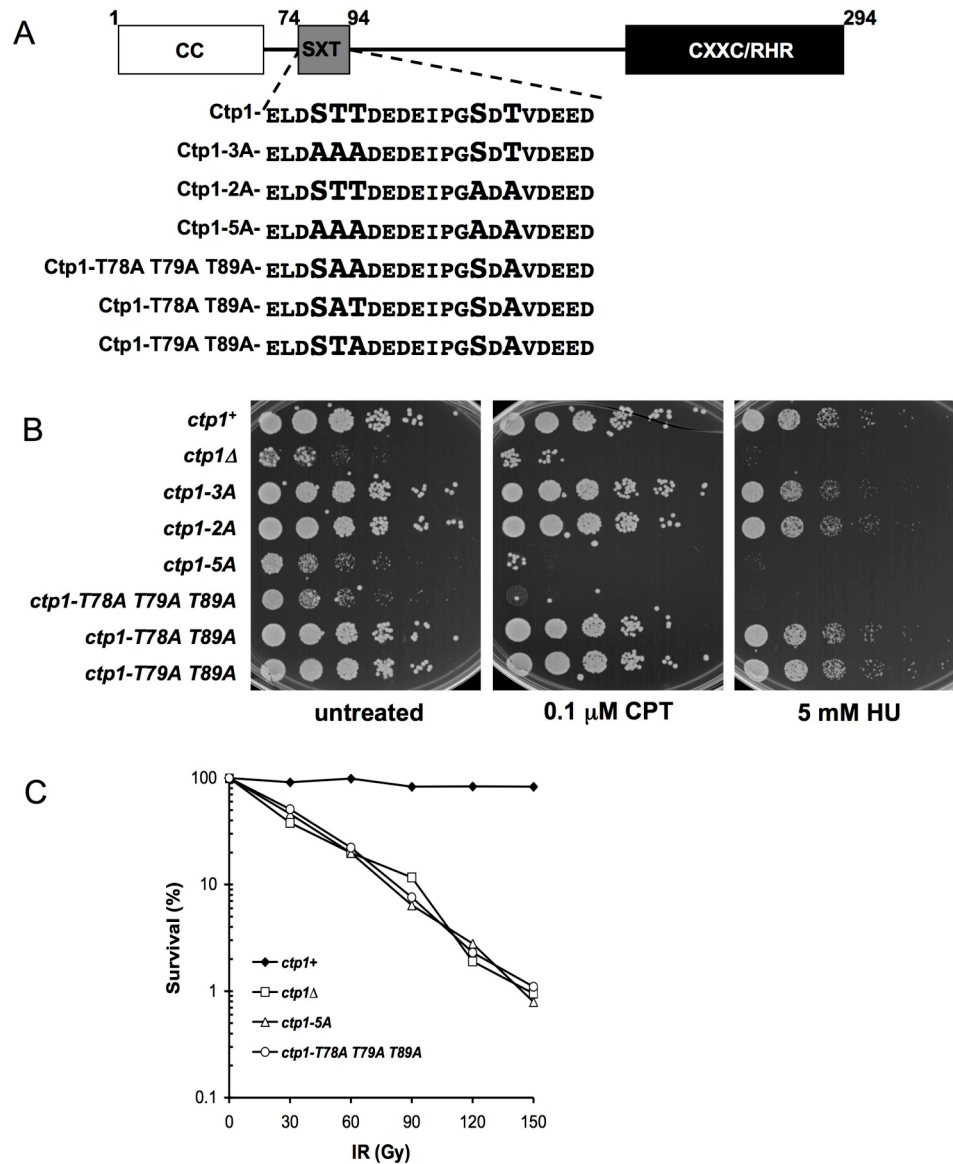 A
1 74 94 294
CC SXT CXXC/RHR
Ctp1- ELDSTTDEDEIPGSDTVDEED
Ctp1-3A- ELDAAADEDEIPGSDTVDEED
Ctp1-2A- ELDSTTDEDEIPGADAVDEED
Ctp1-5A- ELDAAADEDEIPGADAVDEED
Ctp1-T78A T79A T89A- ELDSAADEDEIPGSDAVDEED
Ctp1-T78A T89A- ELDSATDEDEIPGSDAVDEED
Ctp1-T79A T89A- ELDSTADEDEIPGSDAVDEED
B
ctp1+
ctp1Δ
ctp1-3A
ctp1-2A
ctp1-5A
ctp1-T78A T79A T89A
ctp1-T78A T89A
ctp1-T79A T89A
untreated 0.1 μM CPT 5 mM HU
C
Survival (%)
100
10
1
0.1
ctp1+
ctp1Δ
ctp1-5A
ctp1-T78A T79A T89A
0 30 60 90 120 150
IR (Gy)